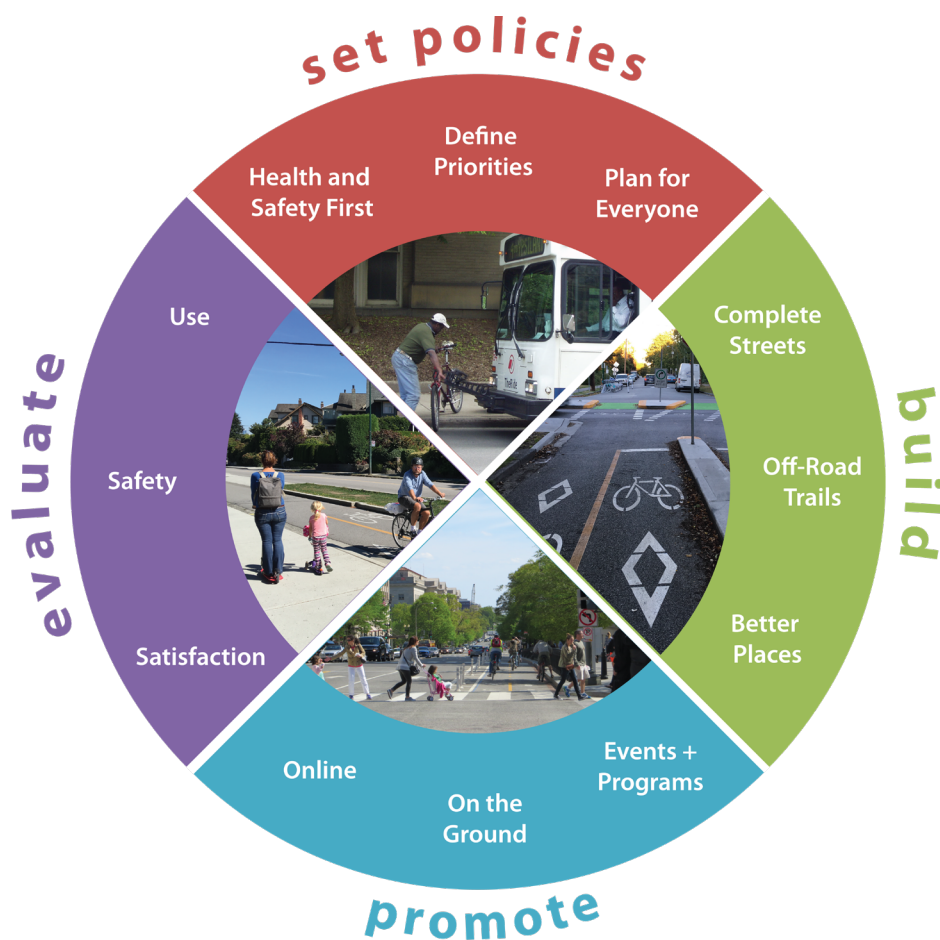 set policies
Health and
Safety First
Define
Priorities
Plan for
Everyone
build
Complete
Streets
Off-Road
Trails
Better
Places
promote
Events +
Programs
On the
Ground
Online
evaluate
Use
Safety
Satisfaction